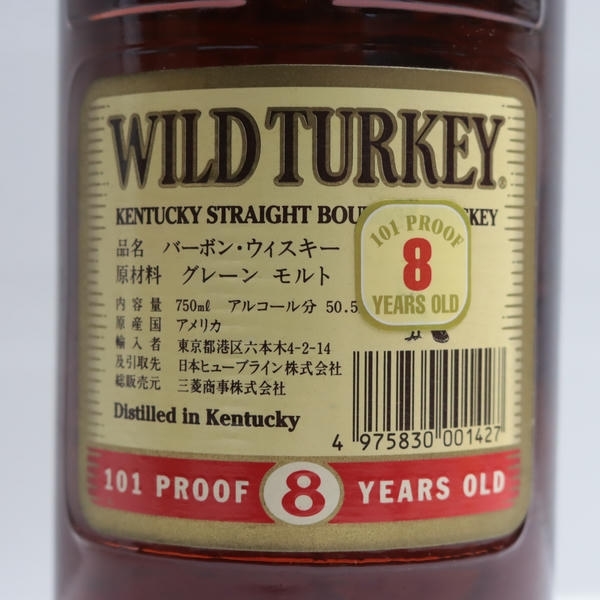 WILD TURKEY®
KENTUCKY STRAIGHT
101 PROOF
8
YEARS OLD
品名 バーボン・ウィスキー
原材料 グレーン モルト
内容量 750mℓ アルコール分 50.5
原産国 アメリカ
輸入者 東京都港区六本木4-2-14
及引取先 日本ヒューブライン株式会社
総販売元 三菱商事株式会社
Distilled in Kentucky
4 975830 001427
101 PROOF 8 YEARS OLD